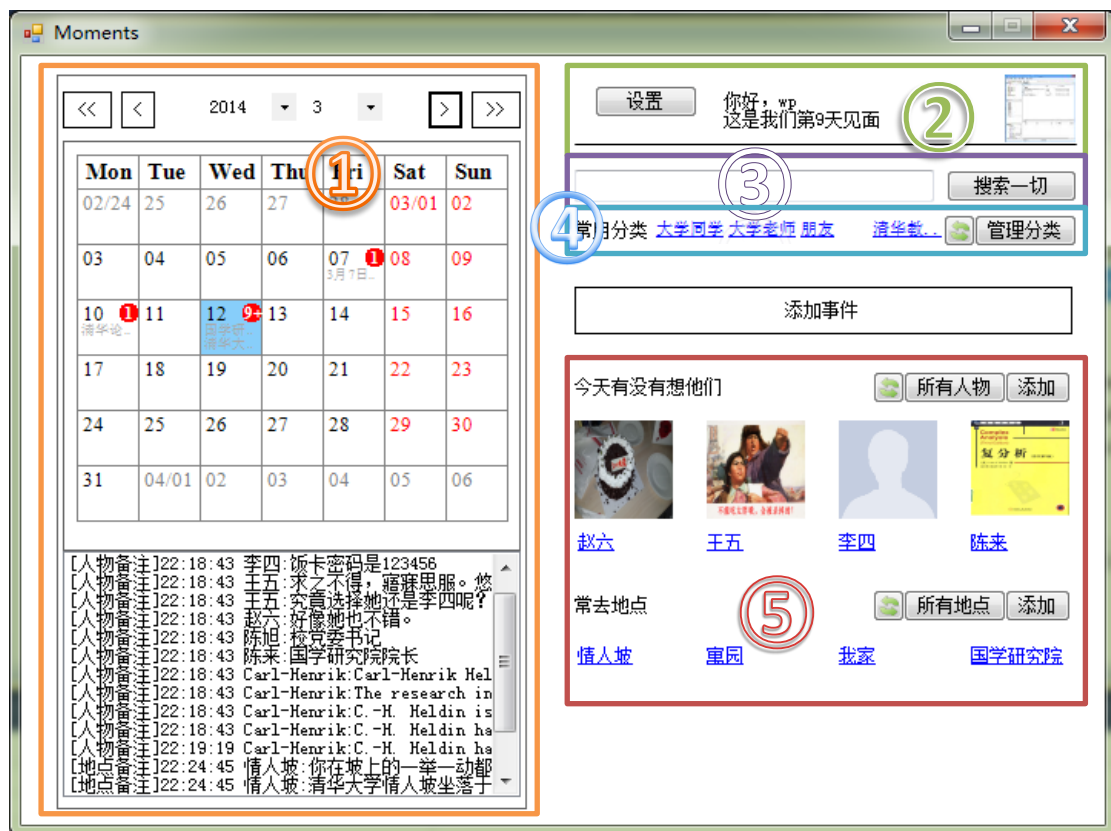 Moments
<< < 2014 3 > >>
①
Mon Tue Wed Thu Fri Sat Sun
02/24 25 26 27 28 03/01 02
03 04 05 06 07 1 08 09
3月7日…
10 1 11 12 9+ 13 14 15 16
清华论… 国学研…
清华大…
17 18 19 20 21 22 23
24 25 26 27 28 29 30
31 04/01 02 03 04 05 06
[人物备注]22:18:43 李四:饭卡密码是123456
[人物备注]22:18:43 王五:求之不得，寤寐思服。悠
[人物备注]22:18:43 王五:究竟选择她还是李四呢？
[人物备注]22:18:43 赵六:好像她也不错。
[人物备注]22:18:43 陈旭:校党委书记
[人物备注]22:18:43 陈来:国学研究院院长
[人物备注]22:18:43 Carl-Henrik:Carl-Henrik Hel
[人物备注]22:18:43 Carl-Henrik:The research in
[人物备注]22:18:43 Carl-Henrik:C.-H. Heldin is
[人物备注]22:18:43 Carl-Henrik:C.-H. Heldin ha
[人物备注]22:19:19 Carl-Henrik:C.-H. Heldin ha
[地点备注]22:24:45 情人坡:你在坡上的一举一动都
[地点备注]22:24:45 情人坡:清华大学情人坡坐落于
设置
你好，wp
这是我们第9天见面
②
③
搜索一切
④
常用分类 大学同学 大学老师 朋友 清华教.. 管理分类
添加事件
今天有没有想他们 所有人物 添加
复分析
赵六 王五 李四 陈来
⑤
常去地点 所有地点 添加
情人坡 寓园 我家 国学研究院